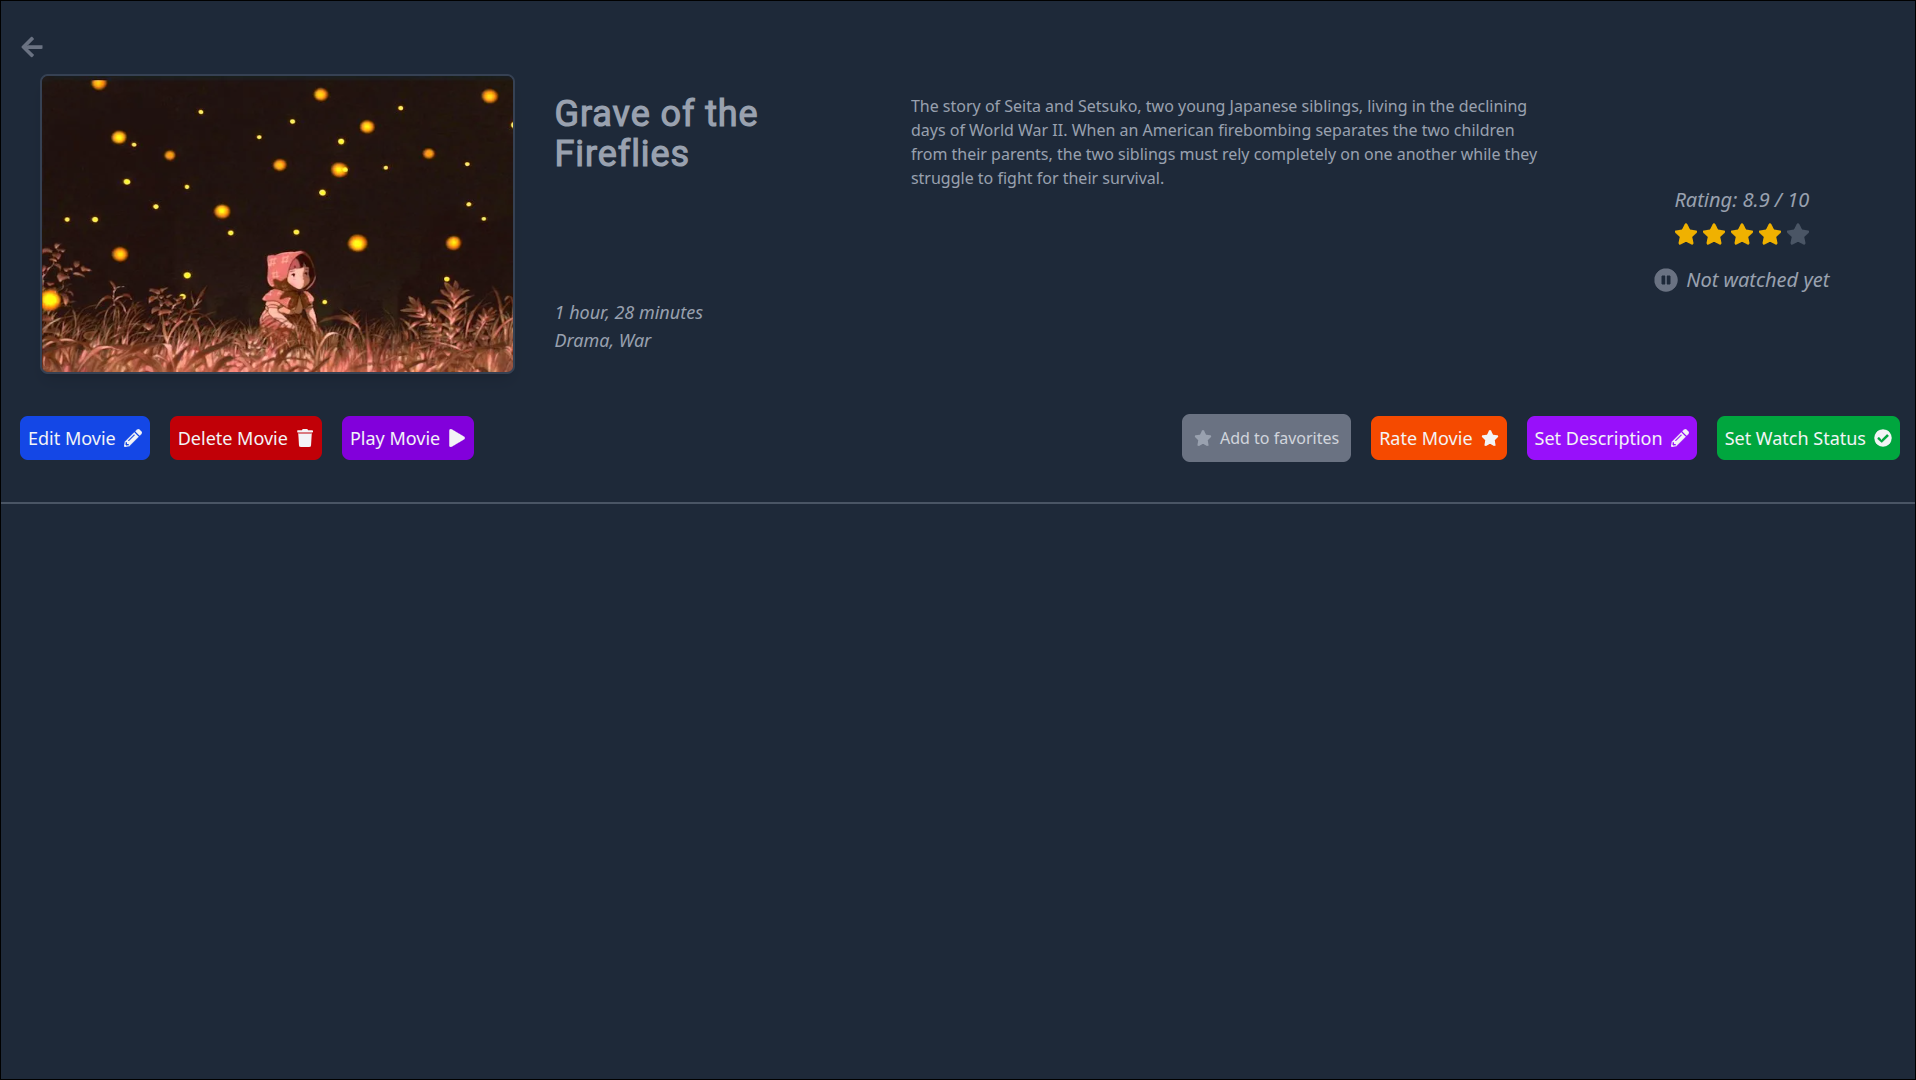 Grave of the
Fireflies
1 hour, 28 minutes
Drama, War
The story of Seita and Setsuko, two young Japanese siblings, living in the declining
days of World War II. When an American firebombing separates the two children
from their parents, the two siblings must rely completely on one another while they
struggle to fight for their survival.
Rating: 8.9 / 10
Not watched yet
Edit Movie
Delete Movie
Play Movie
Add to favorites
Rate Movie
Set Description
Set Watch Status